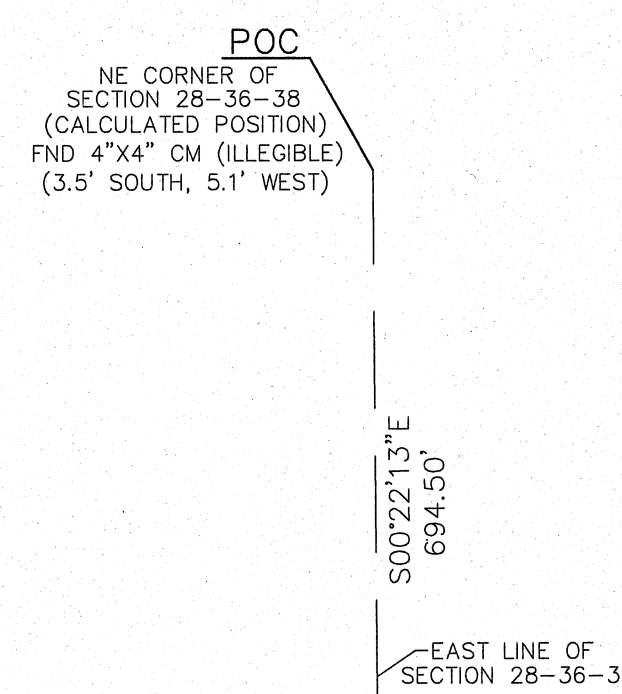 POC
NE CORNER OF
SECTION 28-36-38
(CALCULATED POSITION)
FND 4"X4" CM (ILLEGIBLE)
(3.5' SOUTH, 5.1' WEST)
S00°22'13"E
694.50'
EAST LINE OF
SECTION 28-36-3